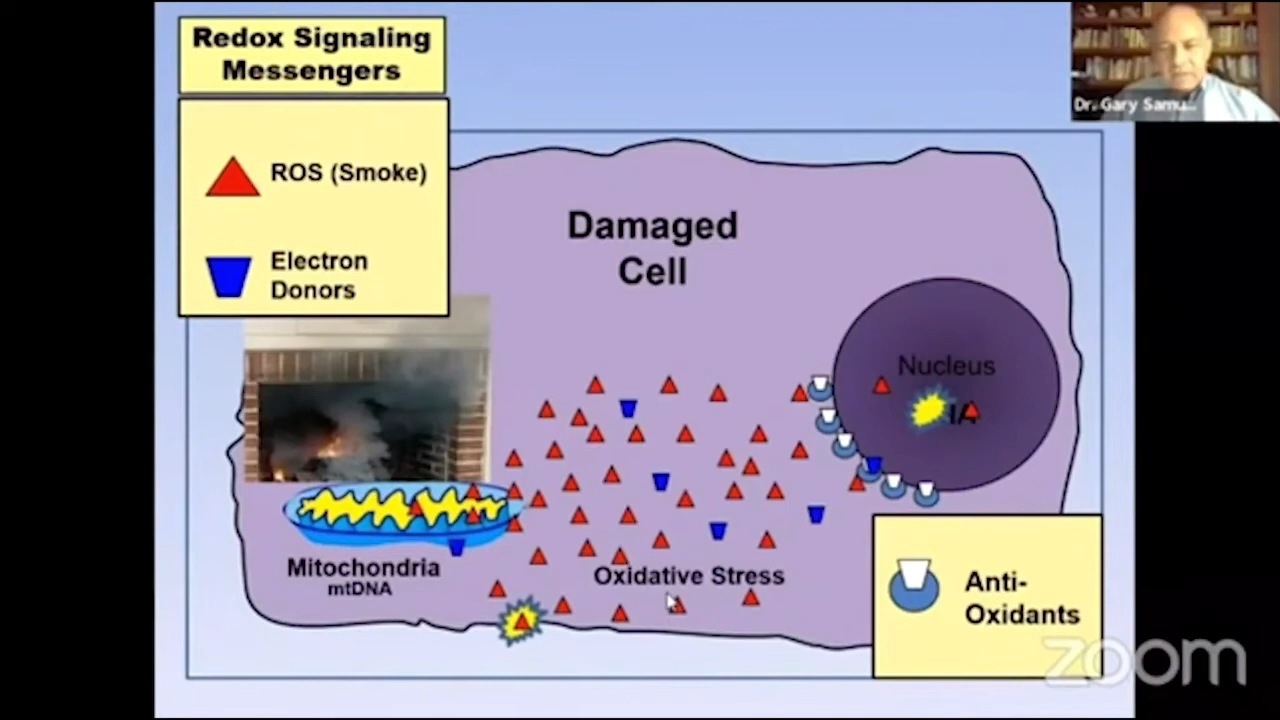 Redox Signaling
Messengers
ROS (Smoke)
Electron
Donors
Dr. Gary Samu...
Damaged
Cell
Nucleus
Mitochondria
mtDNA
Oxidative Stress
Anti-
Oxidants
zoom